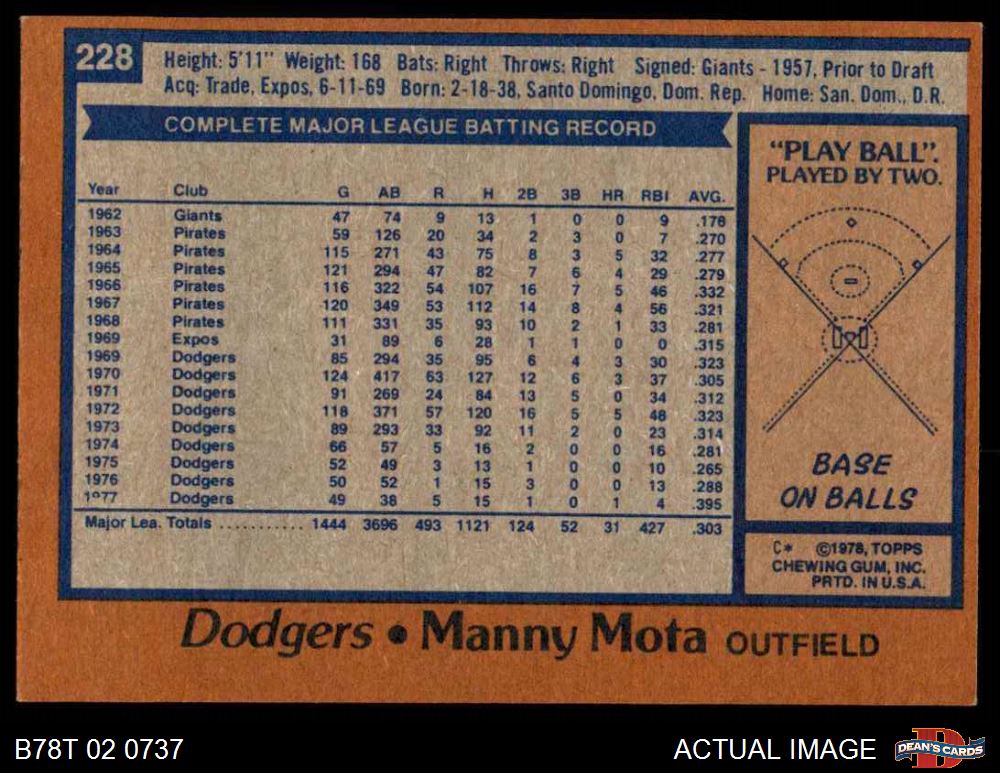 228
Height: 5'11" Weight: 168 Bats: Right Throws: Right Signed: Giants - 1957, Prior to Draft
Acq: Trade, Expos, 6-11-69 Born: 2-18-38, Santo Domingo, Dom. Rep. Home: San. Dom., D.R.
COMPLETE MAJOR LEAGUE BATTING RECORD
Year Club G AB R H 2B 3B HR RBI AVG.
1962 Giants 47 74 9 13 1 0 0 9 .176
1963 Pirates 59 126 20 34 2 3 0 7 .270
1964 Pirates 115 271 43 75 8 3 5 32 .277
1965 Pirates 121 294 47 82 7 6 4 29 .279
1966 Pirates 116 322 54 107 16 7 5 46 .332
1967 Pirates 120 349 53 112 14 8 4 56 .321
1968 Pirates 111 331 35 93 10 2 1 33 .281
1969 Expos 31 89 6 28 1 1 0 0 .315
1969 Dodgers 85 294 35 95 6 4 3 30 .323
1970 Dodgers 124 417 63 127 12 6 3 37 .305
1971 Dodgers 91 269 24 84 13 5 0 34 .312
1972 Dodgers 118 371 57 120 16 5 5 48 .323
1973 Dodgers 89 293 33 92 11 2 0 23 .314
1974 Dodgers 66 57 5 16 2 0 0 16 .281
1975 Dodgers 52 49 3 13 1 0 0 10 .265
1976 Dodgers 50 52 1 15 3 0 0 13 .288
1977 Dodgers 49 38 5 15 1 0 1 4 .395
Major Lea. Totals ........... 1444 3696 493 1121 124 52 31 427 .303
"PLAY BALL".
PLAYED BY TWO.
BASE
ON BALLS
C* ©1978, TOPPS
CHEWING GUM, INC.
PRTD. IN U.S.A.
Dodgers • Manny Mota OUTFIELD
B78T 02 0737
ACTUAL IMAGE
D
DEAN'S CARDS